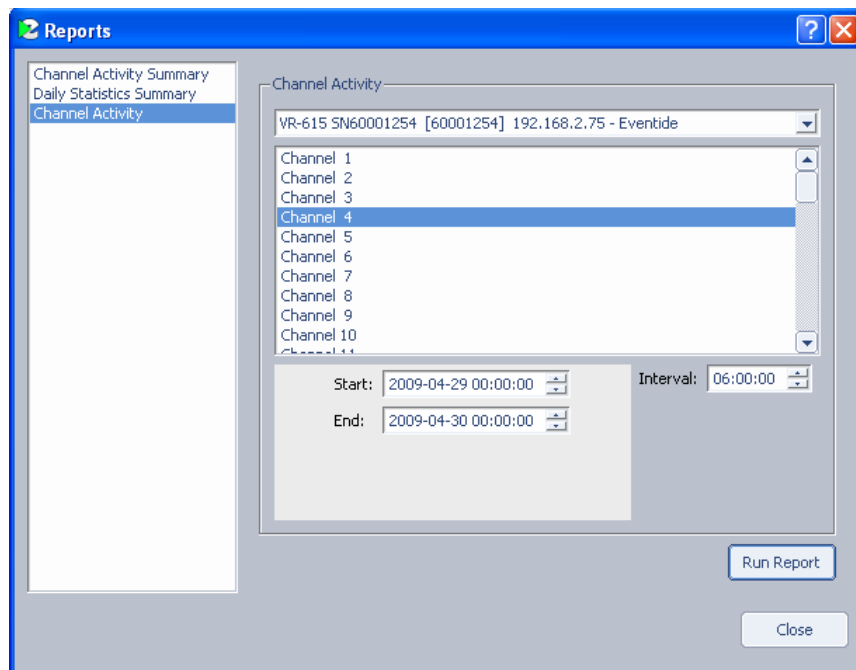 Reports
Channel Activity Summary
Daily Statistics Summary
Channel Activity
Channel Activity
VR-615 SN60001254 [60001254] 192.168.2.75 - Eventide
Channel 1
Channel 2
Channel 3
Channel 4
Channel 5
Channel 6
Channel 7
Channel 8
Channel 9
Channel 10
Channel 11
Start: 2009-04-29 00:00:00
Interval: 06:00:00
End: 2009-04-30 00:00:00
Run Report
Close